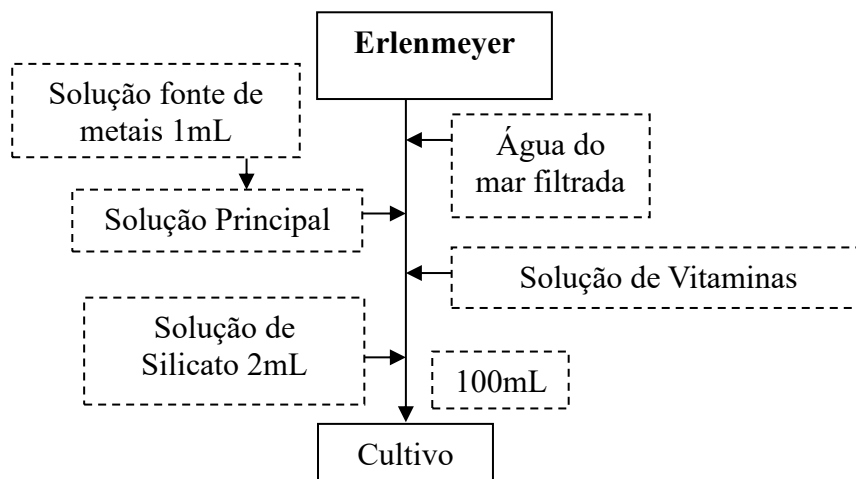 Erlenmeyer
Solução fonte de
metais 1mL
Água do
mar filtrada
Solução Principal
Solução de Vitaminas
Solução de
Silicato 2mL
100mL
Cultivo